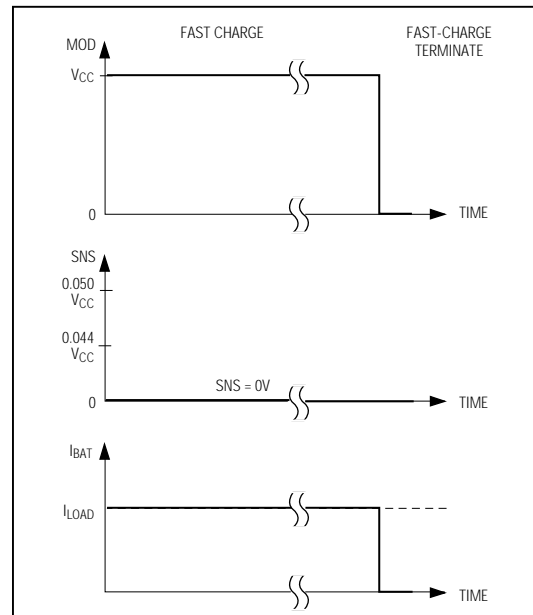 FAST CHARGE
FAST-CHARGE
TERMINATE
MOD
VCC
0
TIME
SNS
0.050
VCC
0.044
VCC
SNS = 0V
0
TIME
IBAT
ILOAD
TIME